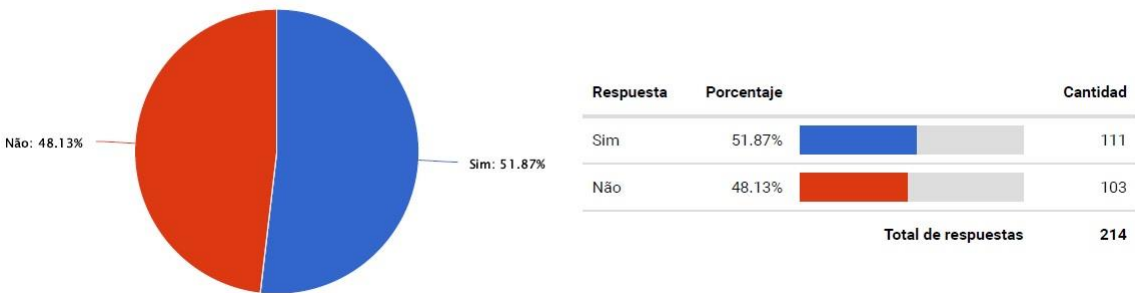 Não: 48.13%
Sim: 51.87%
Respuesta Porcentaje Cantidad
Sim 51.87% 111
Não 48.13% 103
Total de respuestas 214